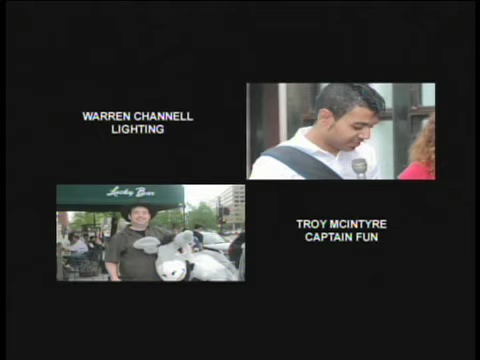 WARREN CHANNELL
LIGHTING
Lucky Bar
TROY MCINTYRE
CAPTAIN FUN